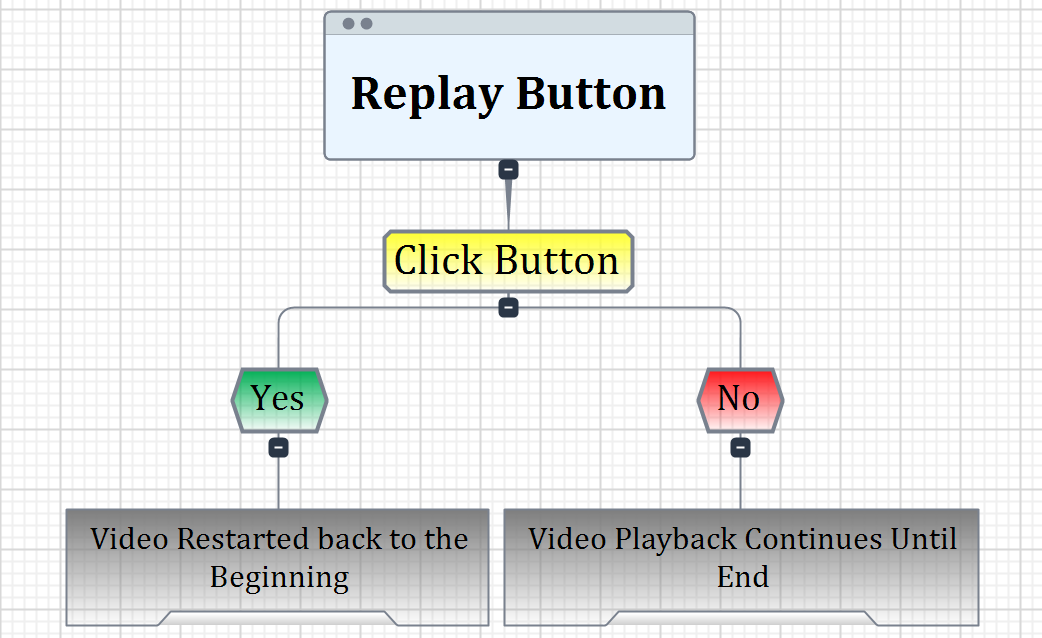 Replay Button
Click Button
Yes
No
Video Restarted back to the
Beginning
Video Playback Continues Until
End